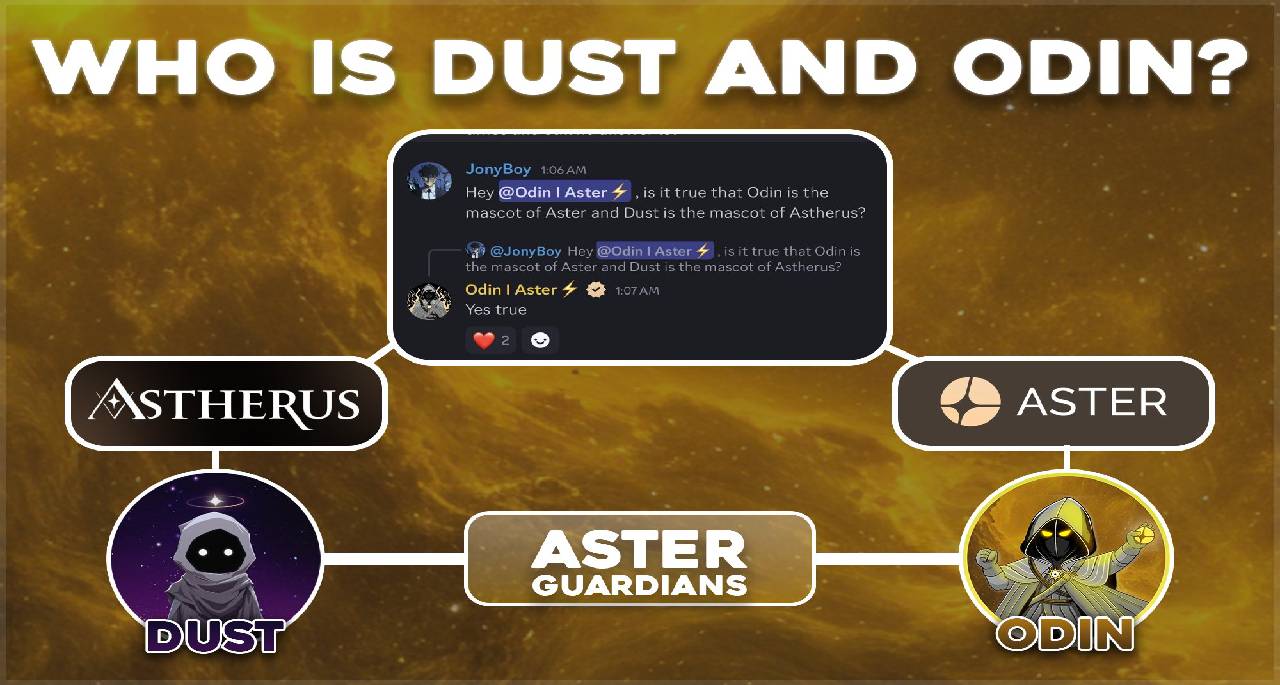 WHO IS DUST AND ODIN?
JonyBoy 1:06 AM
Hey @Odin | Aster⚡ , is it true that Odin is the
mascot of Aster and Dust is the mascot of Astherus?
@JonyBoy Hey @Odin | Aster⚡ , is it true that Odin is
the mascot of Aster and Dust is the mascot of Astherus?
Odin | Aster⚡ 1:07 AM
Yes true
❤️ 2
ASTHERUS
ASTER
ASTER
GUARDIANS
DUST
ODIN